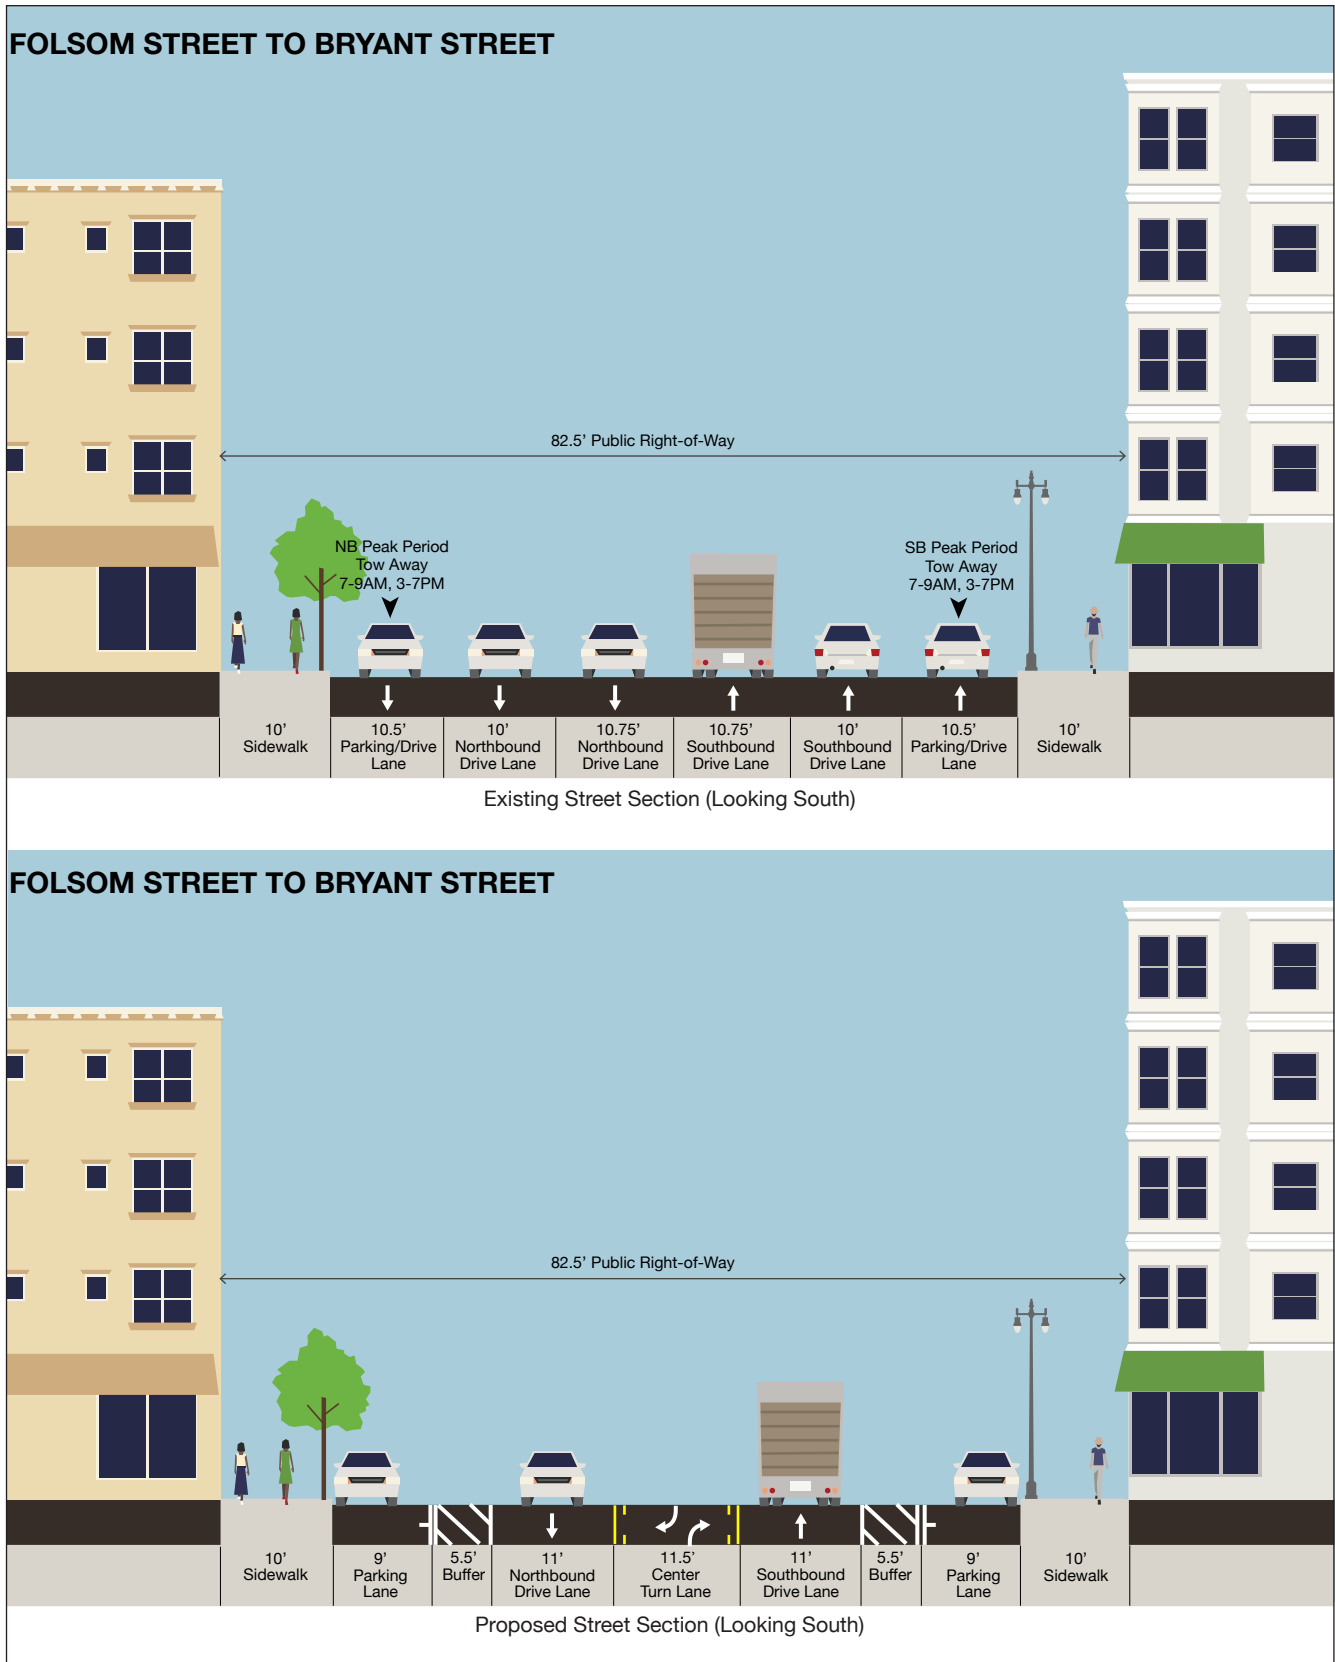 FOLSOM STREET TO BRYANT STREET
82.5’ Public Right-of-Way
NB Peak Period
Tow Away
7-9AM, 3-7PM
SB Peak Period
Tow Away
7-9AM, 3-7PM
10’
Sidewalk
10.5’
Parking/Drive
Lane
10’
Northbound
Drive Lane
10.75’
Northbound
Drive Lane
10.75’
Southbound
Drive Lane
10’
Southbound
Drive Lane
10.5’
Parking/Drive
Lane
10’
Sidewalk
Existing Street Section (Looking South)
FOLSOM STREET TO BRYANT STREET
82.5’ Public Right-of-Way
10’
Sidewalk
9’
Parking
Lane
5.5’
Buffer
11’
Northbound
Drive Lane
11.5’
Center
Turn Lane
11’
Southbound
Drive Lane
5.5’
Buffer
9’
Parking
Lane
10’
Sidewalk
Proposed Street Section (Looking South)